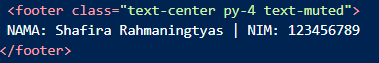 <footer class="text-center py-4 text-muted">
NAMA: Shafira Rahmaningtyas | NIM: 123456789
</footer>